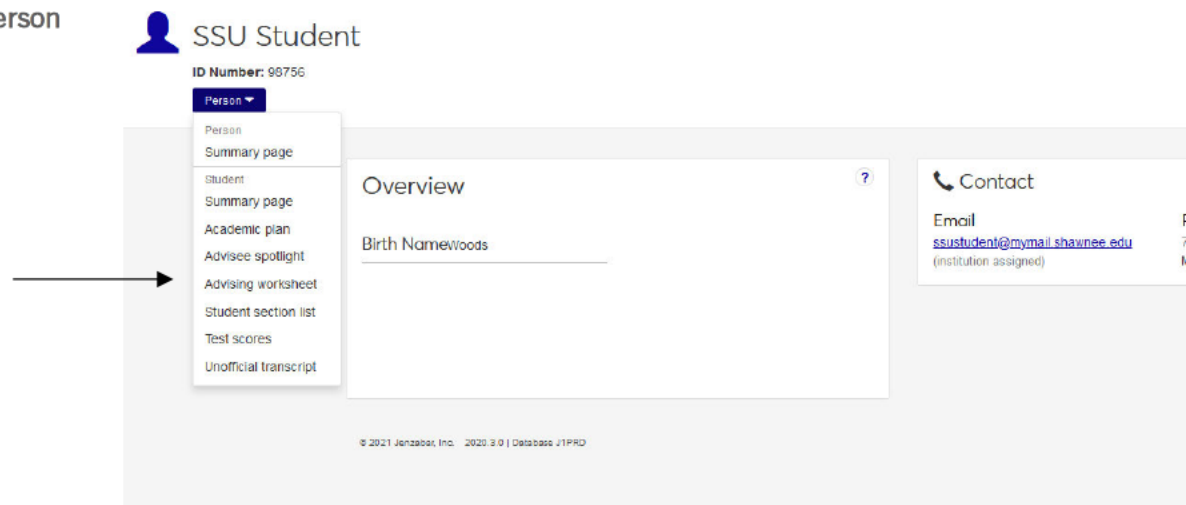 erson
SSU Student
ID Number: 98756
Person
Person
Summary page
Student
Summary page
Academic plan
Advisee spotlight
Advising worksheet
Student section list
Test scores
Unofficial transcript
Overview
?
Birth NameWoods
Contact
Email
ssustudent@mymail.shawnee.edu
(institution assigned)
© 2021 Jenzabar, Inc. 2020.3.0 | Database J1PRD